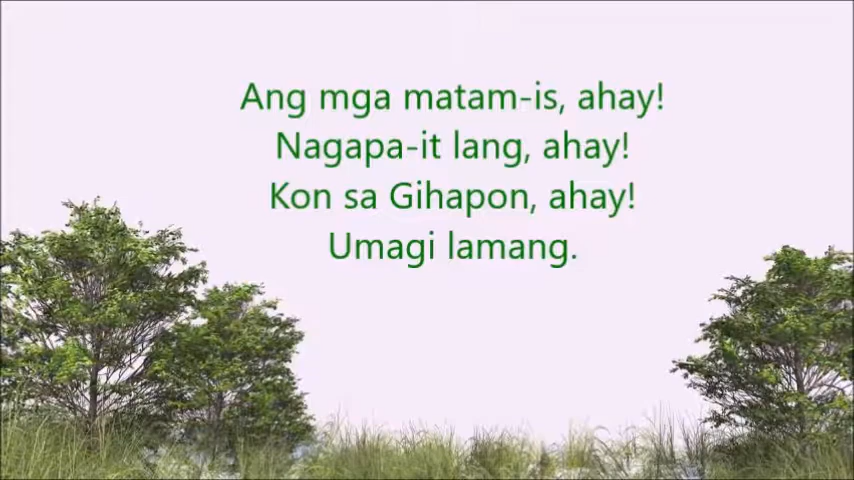 Ang mga matam-is, ahay!
Nagapa-it lang, ahay!
Kon sa Gihapon, ahay!
Umagi lamang.